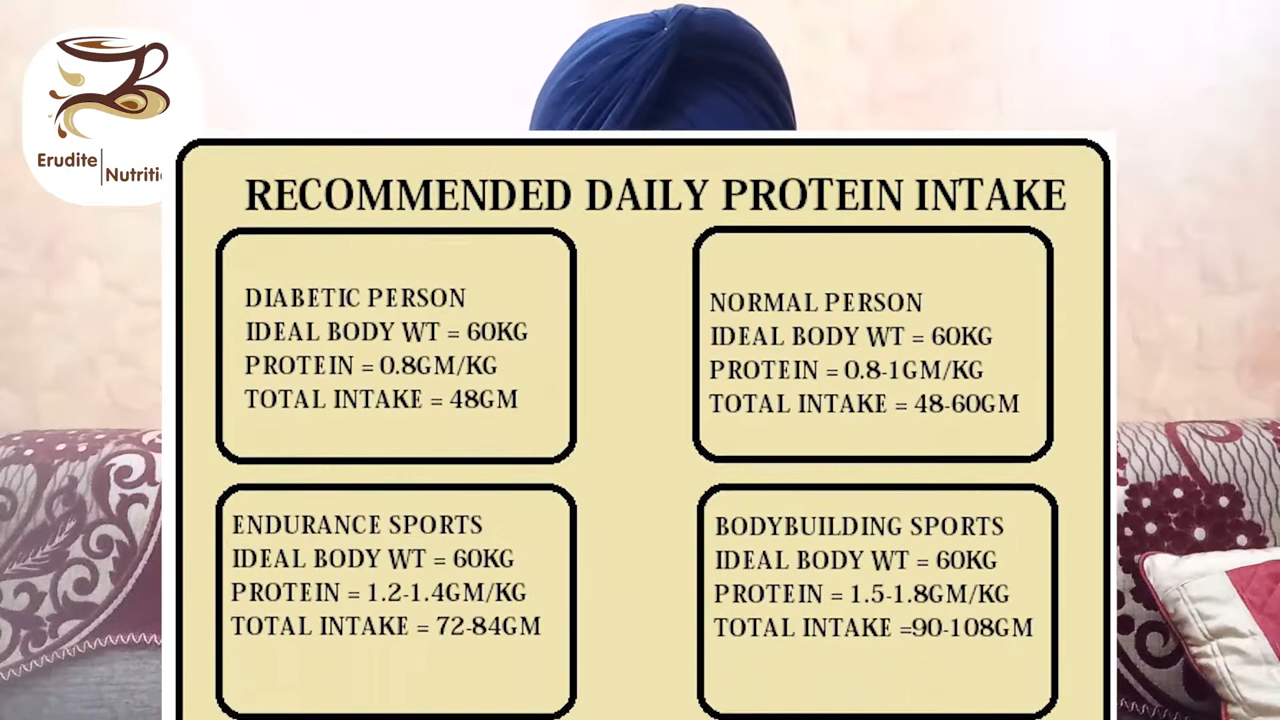 Erudite
RECOMMENDED DAILY PROTEIN INTAKE
DIABETIC PERSON
IDEAL BODY WT = 60KG
PROTEIN = 0.8GM/KG
TOTAL INTAKE = 48GM
NORMAL PERSON
IDEAL BODY WT = 60KG
PROTEIN = 0.8-1GM/KG
TOTAL INTAKE = 48-60GM
ENDURANCE SPORTS
IDEAL BODY WT = 60KG
PROTEIN = 1.2-1.4GM/KG
TOTAL INTAKE = 72-84GM
BODYBUILDING SPORTS
IDEAL BODY WT = 60KG
PROTEIN = 1.5-1.8GM/KG
TOTAL INTAKE =90-108GM